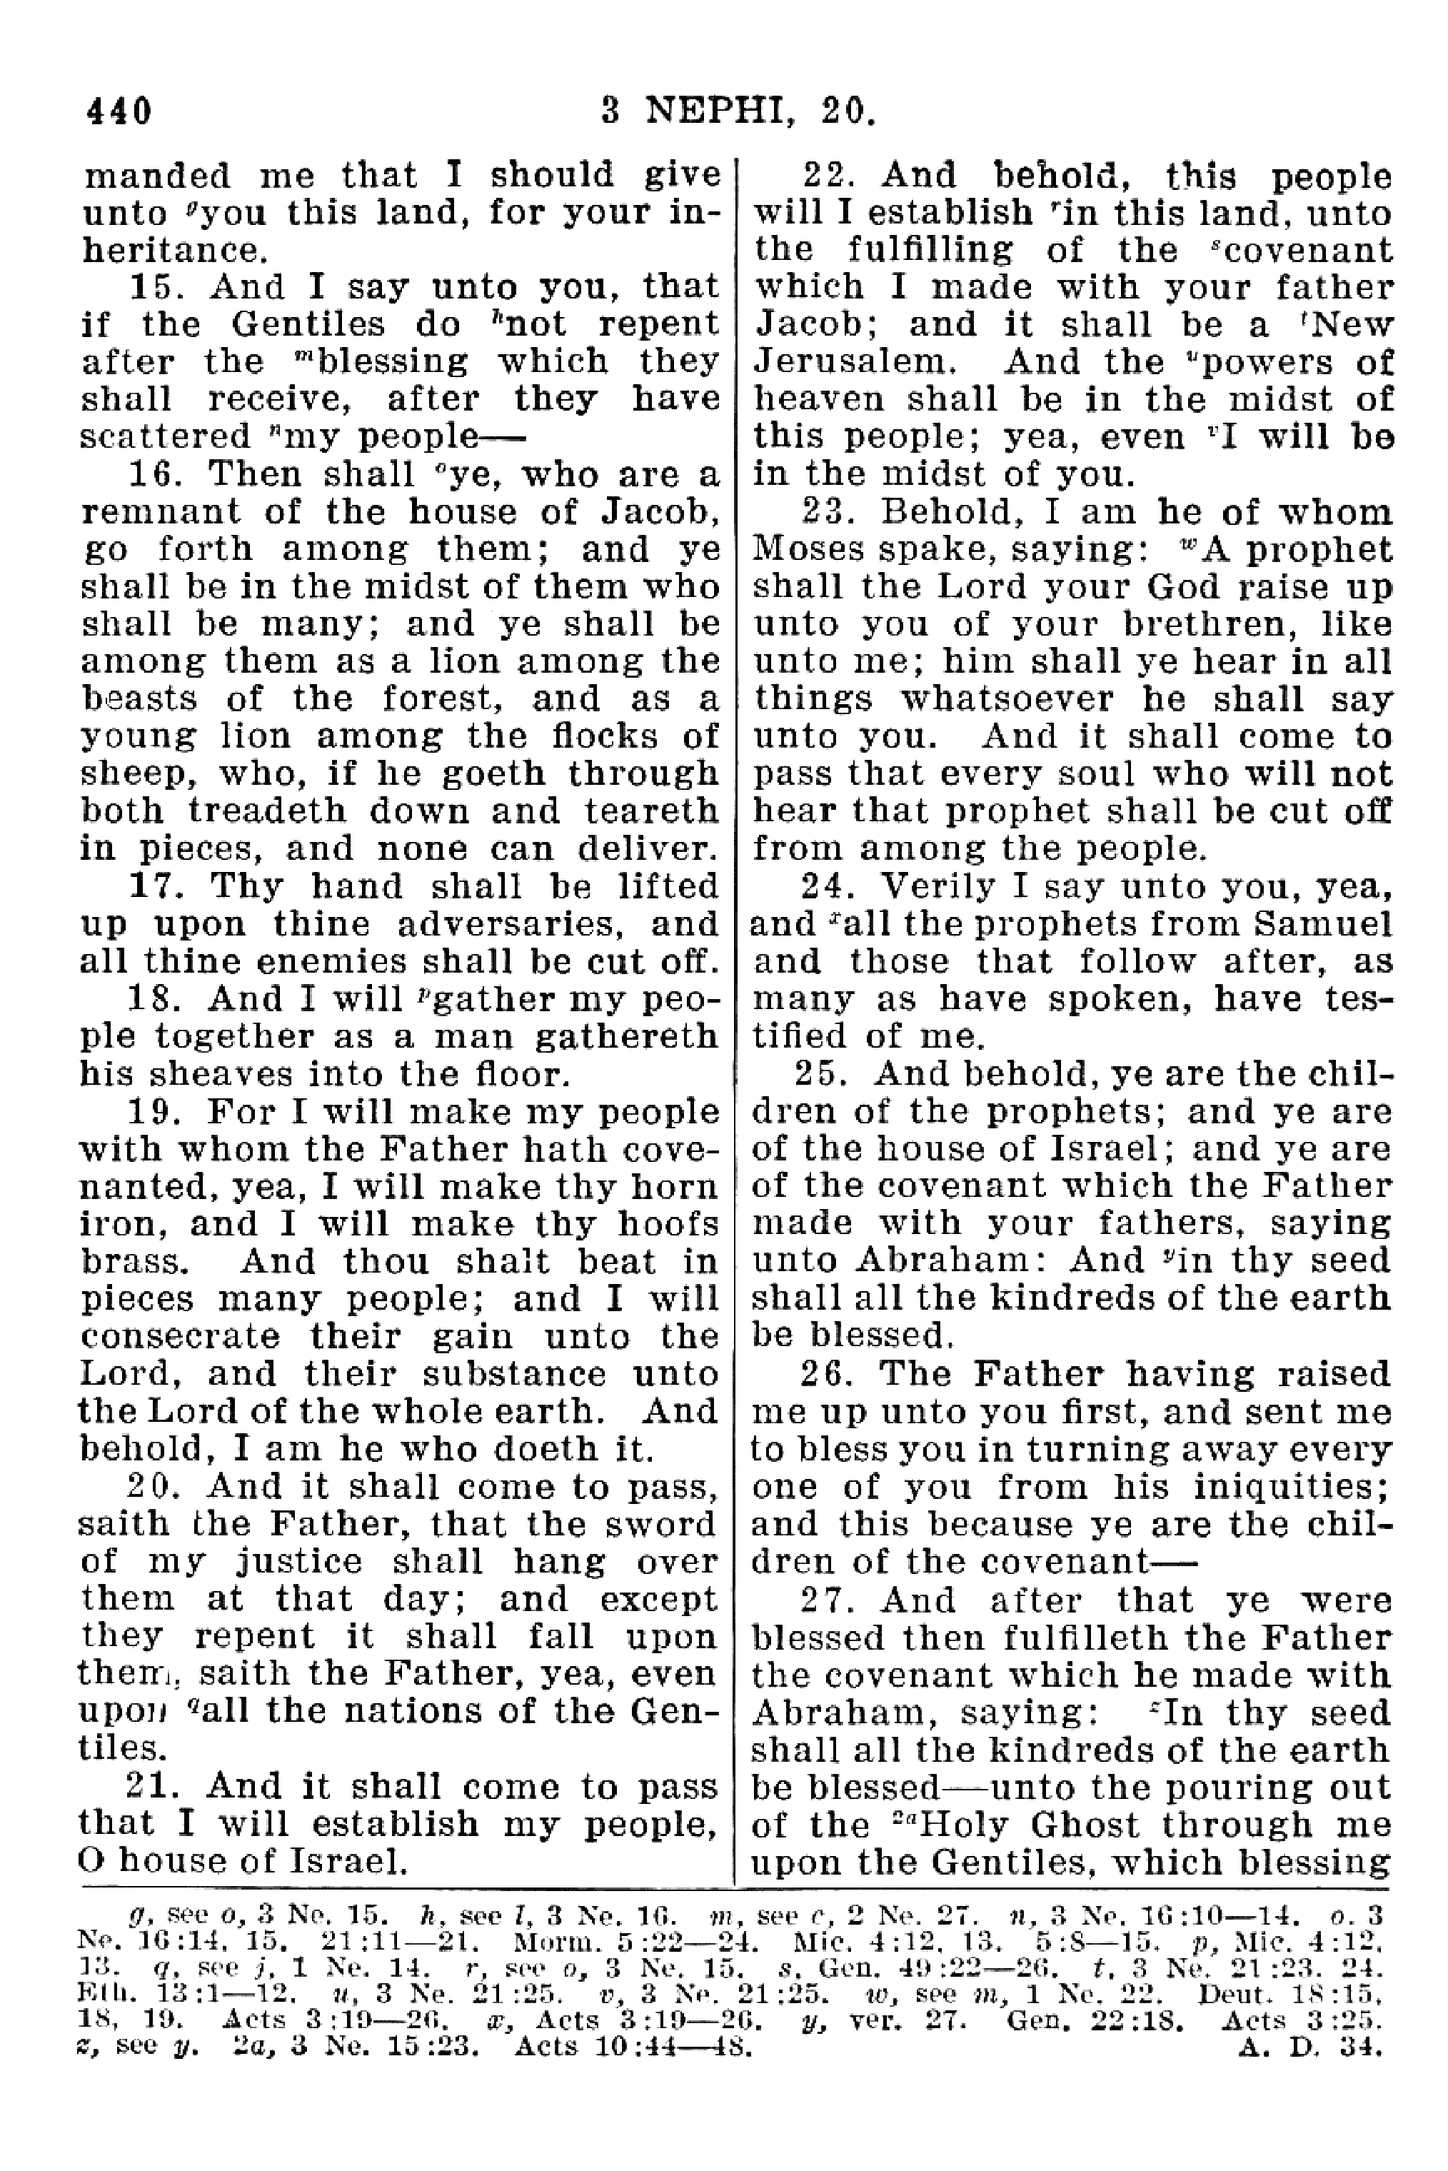 440
3 NEPHI, 20.
manded me that I should give
unto gyou this land, for your in-
heritance.
15. And I say unto you, that
if the Gentiles do hnot repent
after the mblessing which they
shall receive, after they have
scattered nmy people—
16. Then shall oye, who are a
remnant of the house of Jacob,
go forth among them; and ye
shall be in the midst of them who
shall be many; and ye shall be
among them as a lion among the
beasts of the forest, and as a
young lion among the flocks of
sheep, who, if he goeth through
both treadeth down and teareth
in pieces, and none can deliver.
17. Thy hand shall be lifted
up upon thine adversaries, and
all thine enemies shall be cut off.
18. And I will pgather my peo-
ple together as a man gathereth
his sheaves into the floor.
19. For I will make my people
with whom the Father hath cove-
nanted, yea, I will make thy horn
iron, and I will make thy hoofs
brass. And thou shalt beat in
pieces many people; and I will
consecrate their gain unto the
Lord, and their substance unto
the Lord of the whole earth. And
behold, I am he who doeth it.
20. And it shall come to pass,
saith the Father, that the sword
of my justice shall hang over
them at that day; and except
they repent it shall fall upon
them, saith the Father, yea, even
upon qall the nations of the Gen-
tiles.
21. And it shall come to pass
that I will establish my people,
O house of Israel.
22. And behold, this people
will I establish rin this land, unto
the fulfilling of the scovenant
which I made with your father
Jacob; and it shall be a tNew
Jerusalem. And the upowers of
heaven shall be in the midst of
this people; yea, even vI will be
in the midst of you.
23. Behold, I am he of whom
Moses spake, saying: wA prophet
shall the Lord your God raise up
unto you of your brethren, like
unto me; him shall ye hear in all
things whatsoever he shall say
unto you. And it shall come to
pass that every soul who will not
hear that prophet shall be cut off
from among the people.
24. Verily I say unto you, yea,
and xall the prophets from Samuel
and those that follow after, as
many as have spoken, have tes-
tified of me.
25. And behold, ye are the chil-
dren of the prophets; and ye are
of the house of Israel; and ye are
of the covenant which the Father
made with your fathers, saying
unto Abraham: And yin thy seed
shall all the kindreds of the earth
be blessed.
26. The Father having raised
me up unto you first, and sent me
to bless you in turning away every
one of you from his iniquities;
and this because ye are the chil-
dren of the covenant—
27. And after that ye were
blessed then fulfilleth the Father
the covenant which he made with
Abraham, saying: zIn thy seed
shall all the kindreds of the earth
be blessed—unto the pouring out
of the 2aHoly Ghost through me
upon the Gentiles, which blessing
g, see o, 3 Ne. 15. h, see l, 3 Ne. 16. m, see c, 2 Ne. 27. n, 3 Ne. 16:10—14. o. 3
Ne. 16:14, 15. 21:11—21. Morm. 5:22—24. Mic. 4:12, 13. 5:8—15. p, Mic. 4:12,
13. q, see j, 1 Ne. 14. r, see o, 3 Ne. 15. s, Gen. 49:22—26. t, 3 Ne. 21:23, 24.
Eth. 13:1—12. u, 3 Ne. 21:25. v, 3 Ne. 21:25. w, see m, 1 Ne. 22. Deut. 18:15,
18, 19. Acts 3:19—26. x, Acts 3:19—26. y, ver. 27. Gen. 22:18. Acts 3:25.
z, see y. 2a, 3 Ne. 15:23. Acts 10:44—48. A. D. 34.